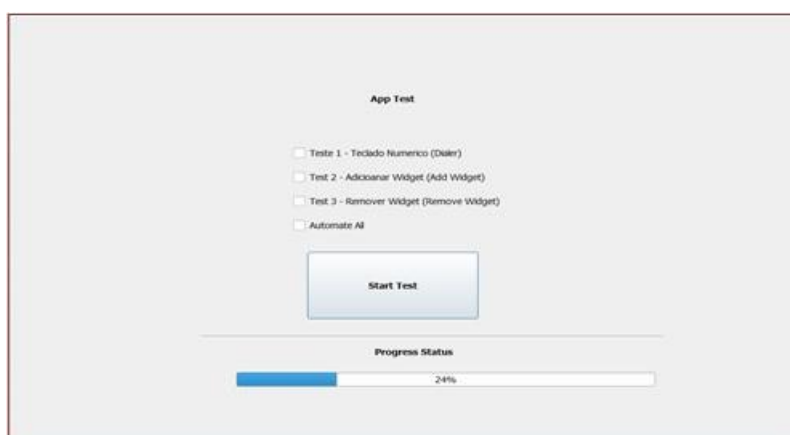 App Test
Teste 1 - Teclado Numerico (Dialer)
Test 2 - Adicioanar Widget (Add Widget)
Test 3 - Remover Widget (Remove Widget)
Automate All
Start Test
Progress Status
24%